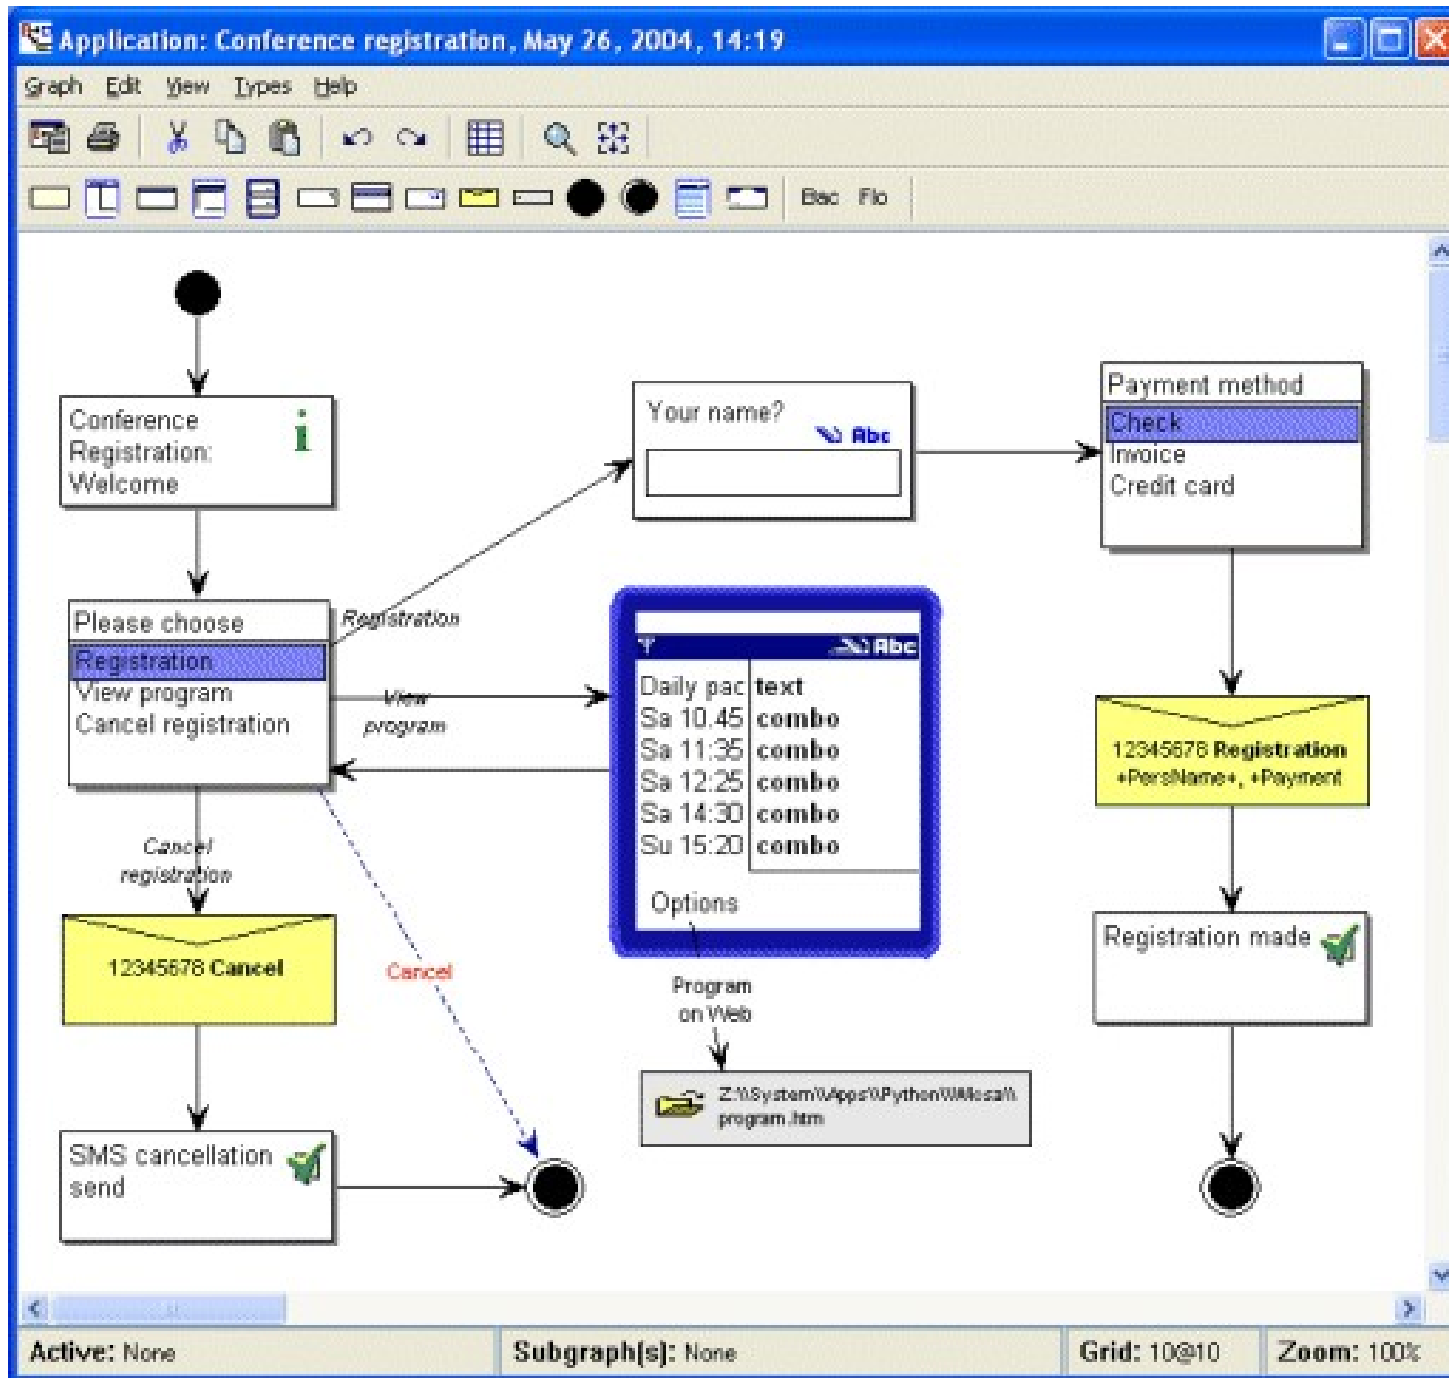 Application: Conference registration, May 26, 2004, 14:19
Graph Edit View Types Help
Bac Flo
Conference
Registration:
Welcome
Your name?
Abc
Payment method
Check
Invoice
Credit card
Please choose
Registration
View program
Cancel registration
Registration
View
program
Abc
Daily pac text
Sa 10.45 combo
Sa 11:35 combo
Sa 12:25 combo
Sa 14:30 combo
Su 15:20 combo
Options
12345678 Registration
+PersName+, +Payment
Cancel
registration
12345678 Cancel
Cancel
Program
on Web
Registration made
Z:\\System\\Apps\\Python\\
program.htm
SMS cancellation
send
Active: None
Subgraph(s): None
Grid: 10@10
Zoom: 100%